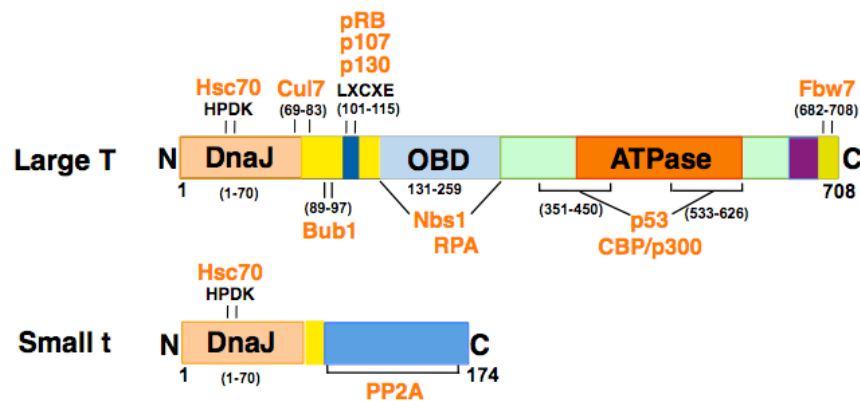 pRB
p107
p130
Hsc70 Cul7 LXCXE Fbw7
HPDK (69-83) (101-115) (682-708)
Large T N DnaJ OBD ATPase C
1 (1-70) 131-259 708
(89-97) Nbs1 (351-450) p53 (533-626)
Bub1 RPA CBP/p300
Hsc70
HPDK
Small t N DnaJ C
1 (1-70) 174
PP2A